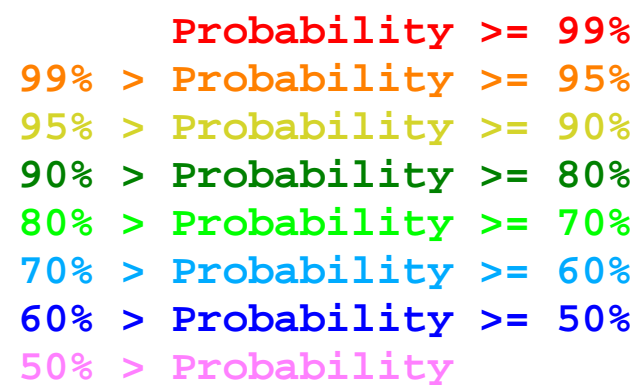 Probability >= 99%
99% > Probability >= 95%
95% > Probability >= 90%
90% > Probability >= 80%
80% > Probability >= 70%
70% > Probability >= 60%
60% > Probability >= 50%
50% > Probability